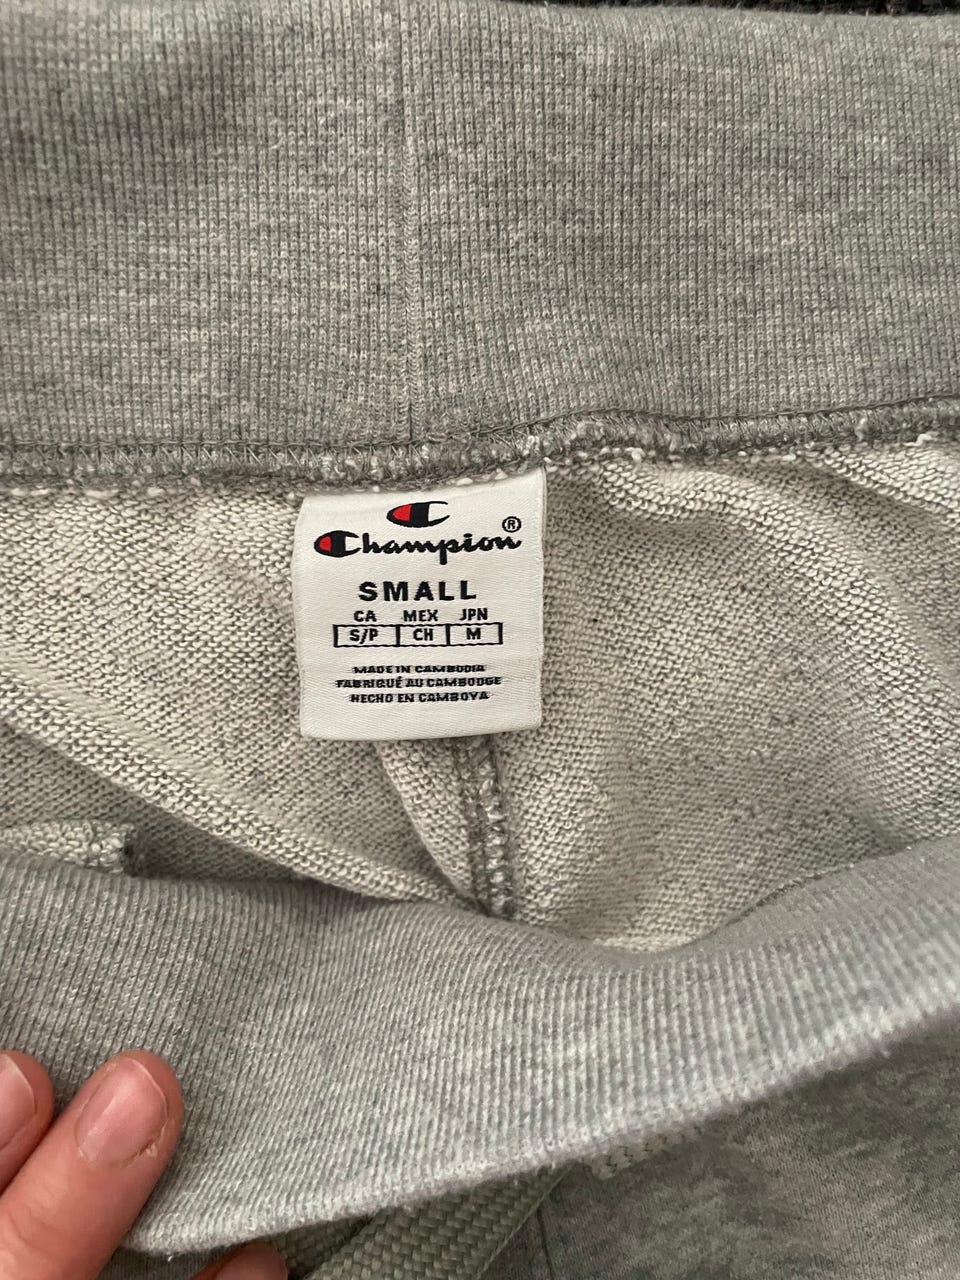 Champion®
SMALL
CA MEX JPN
S/P CH M
MADE IN CAMBODIA
FABRIQUÉ AU CAMBODGE
HECHO EN CAMBOYA